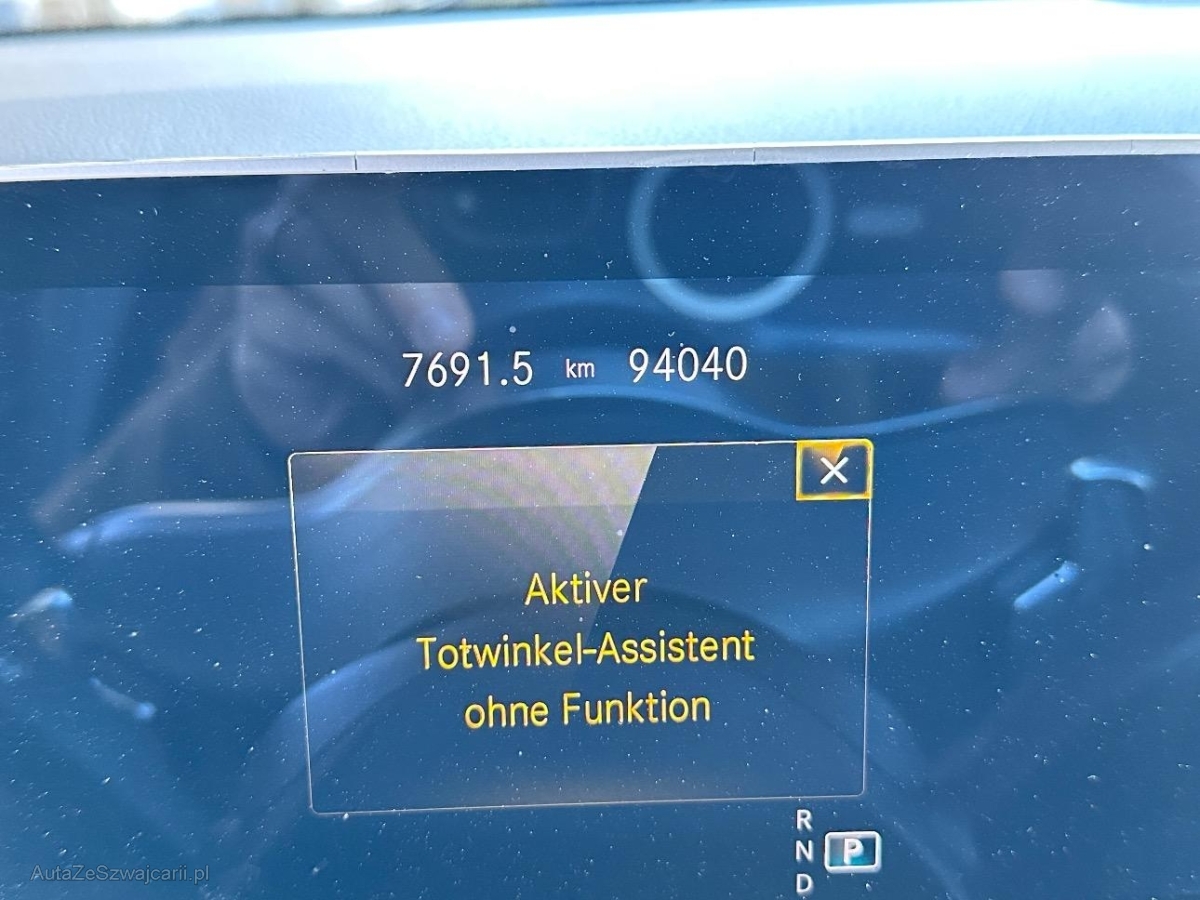 7691.5 km 94040
X
Aktiver
Totwinkel-Assistent
ohne Funktion
R
N P
D
AutaZeSzwajcarii.pl